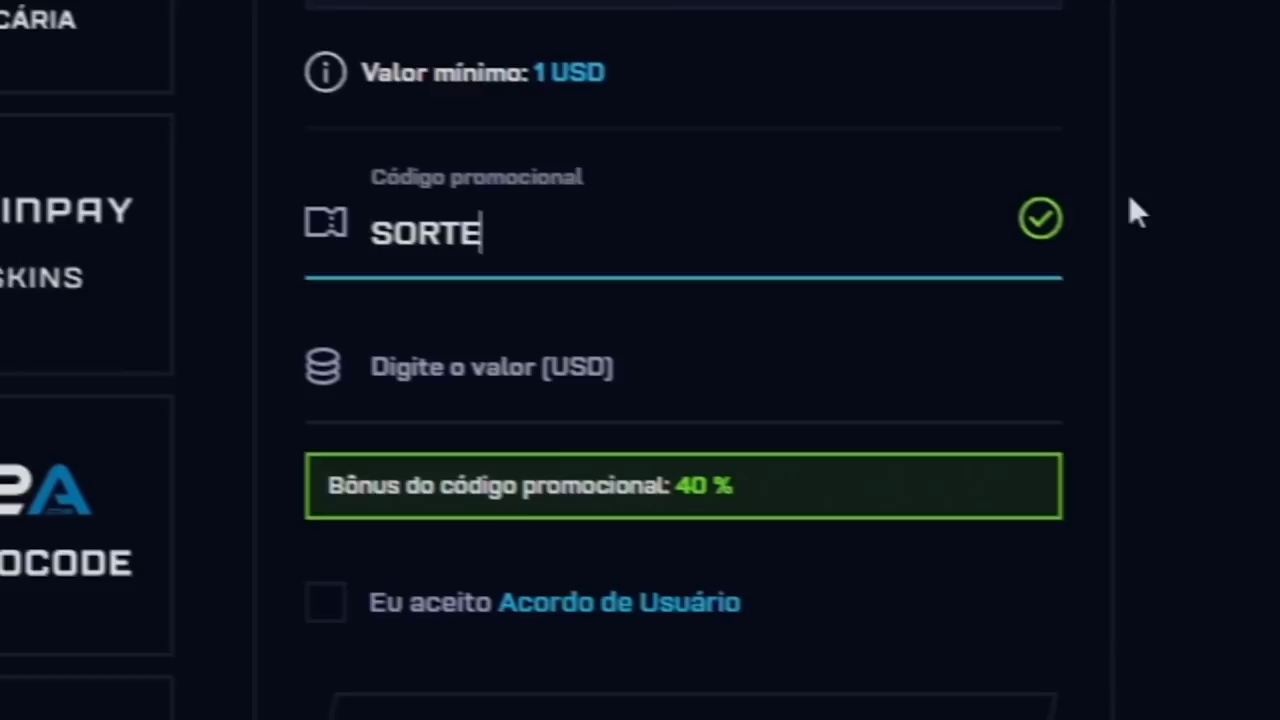 CÁRIA
Valor mínimo: 1 USD
Código promocional
SORTE
INPAY
SKINS
Digite o valor (USD)
2A
Bônus do código promocional: 40 %
OCODE
Eu aceito Acordo de Usuário